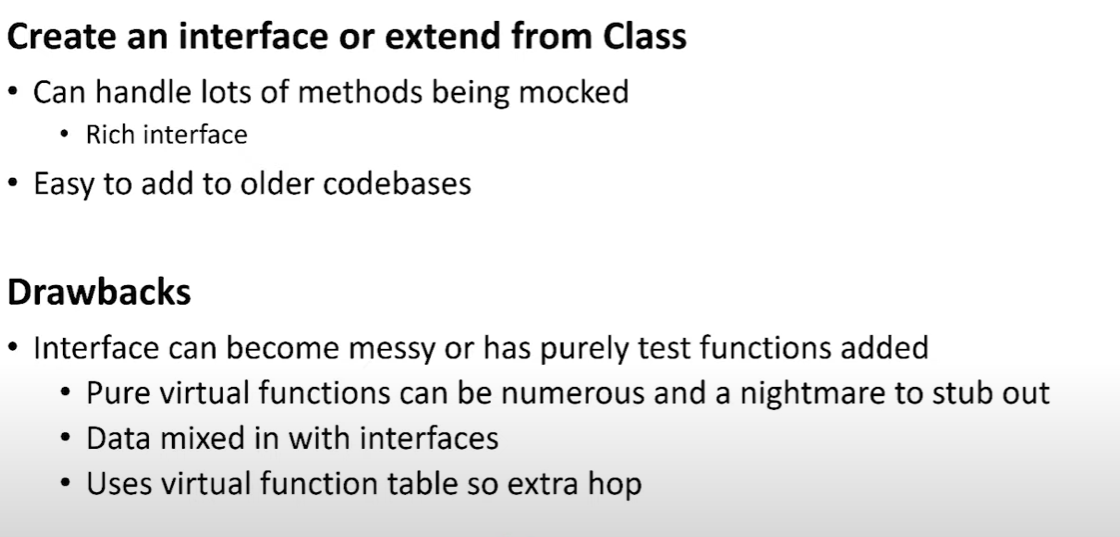 Create an interface or extend from Class
• Can handle lots of methods being mocked
• Rich interface
• Easy to add to older codebases
Drawbacks
• Interface can become messy or has purely test functions added
• Pure virtual functions can be numerous and a nightmare to stub out
• Data mixed in with interfaces
• Uses virtual function table so extra hop